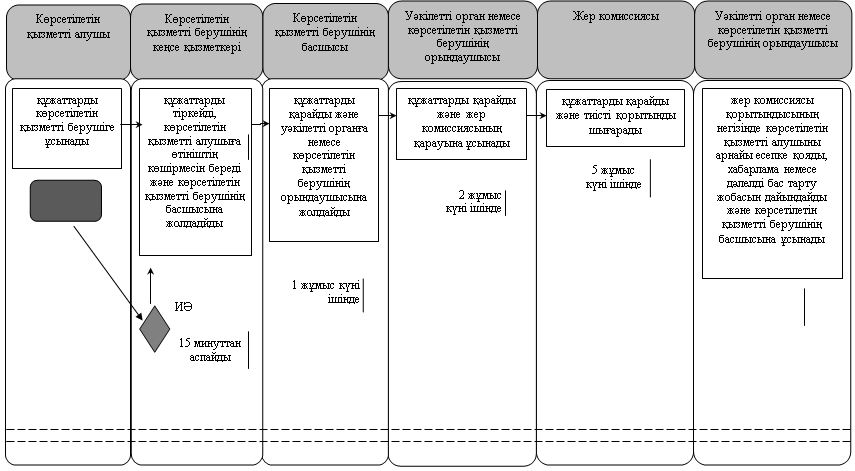 Көрсетілетін
қызметті алушы
Көрсетілетін
қызметті берушінің
кеңсе қызметкері
Көрсетілетін
қызметті берушінің
басшысы
Уәкілетті орган немесе
көрсетілетін қызметті
берушінің
орындаушысы
Жер комиссиясы
Уәкілетті орган немесе
көрсетілетін қызметті
берушінің орындаушысы
құжаттарды
көрсетілетін
қызметті берушіге
ұсынады
құжаттарды
тіркейді,
көрсетілетін
қызметті алушыға
өтініштің
көшірмесін береді
және көрсетілетін
қызметті берушінің
басшысына
жолдадйды
құжаттарды
қарайды және
уәкілетті органға
немесе
көрсетілетін
қызметті
берушінің
орындаушысына
жолдайды
құжаттарды қарайды
және жер
комиссиясының
қарауына ұсынады
құжаттарды қарайды
және тиісті қорытынды
шығарады
жер комиссиясы
қорытындысының
негізінде көрсетілетін
қызметті алушыны
арнайы есепке қояды,
хабарлама немесе
дәлелді бас тарту
жобасын дайындайды
және көрсетілетін
қызметті берушінің
басшысына ұсынады
ИӘ
15 минуттан
аспайды
1 жұмыс күні
ішінде
2 жұмыс
күні ішінде
5 жұмыс
күні ішінде